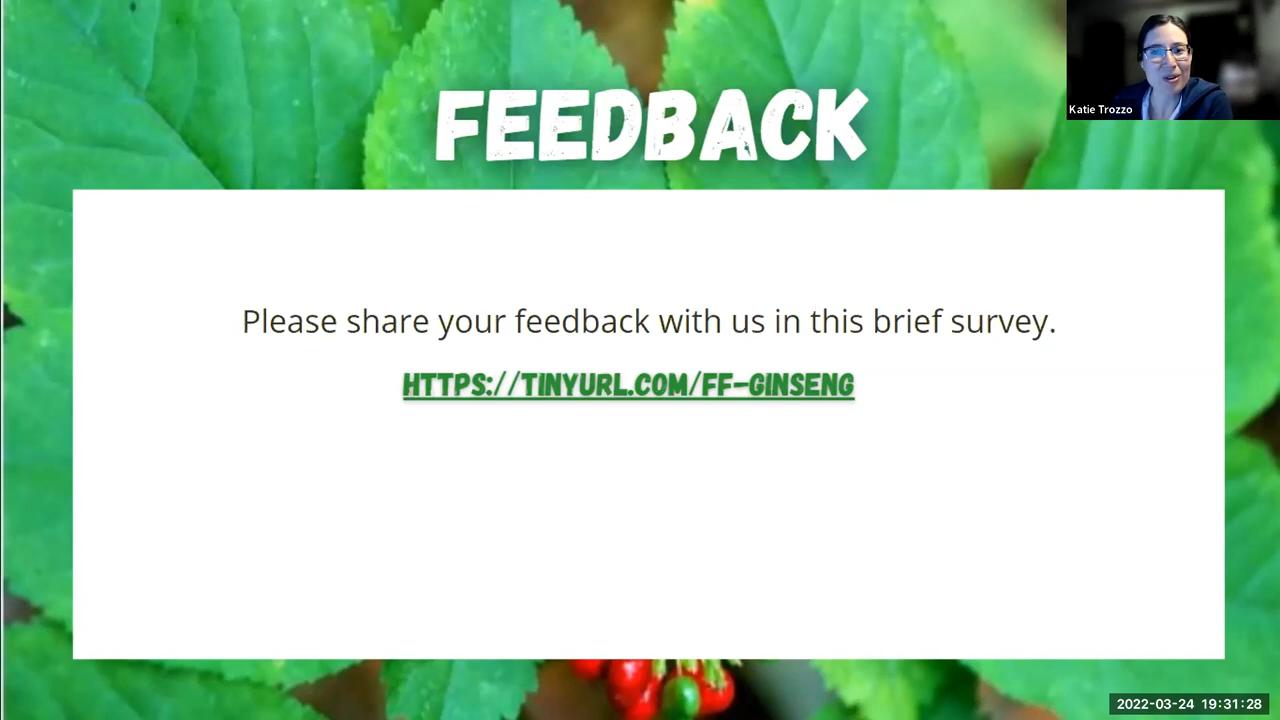 FEEDBACK
Katie Trozzo
Please share your feedback with us in this brief survey.
HTTPS://TINYURL.COM/FF-GINSENG
2022-03-24 19:31:28